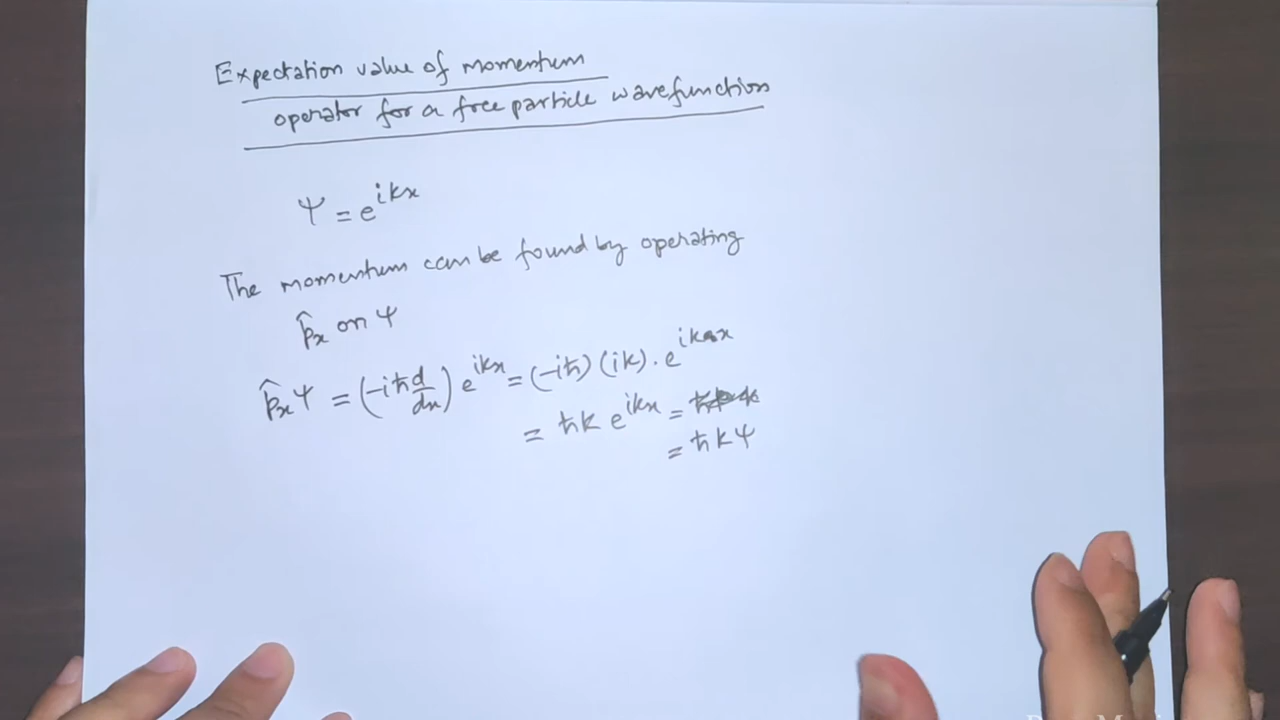 Expectation value of momentum
operator for a free particle wavefunction
Ψ = e^{ikx}
The momentum can be found by operating
p̂ₓ on Ψ
p̂ₓΨ = (-iħ d/dx) e^{ikx} = (-iħ) (ik) · e^{ikx}
= ħk e^{ikx} =
= ħkΨ